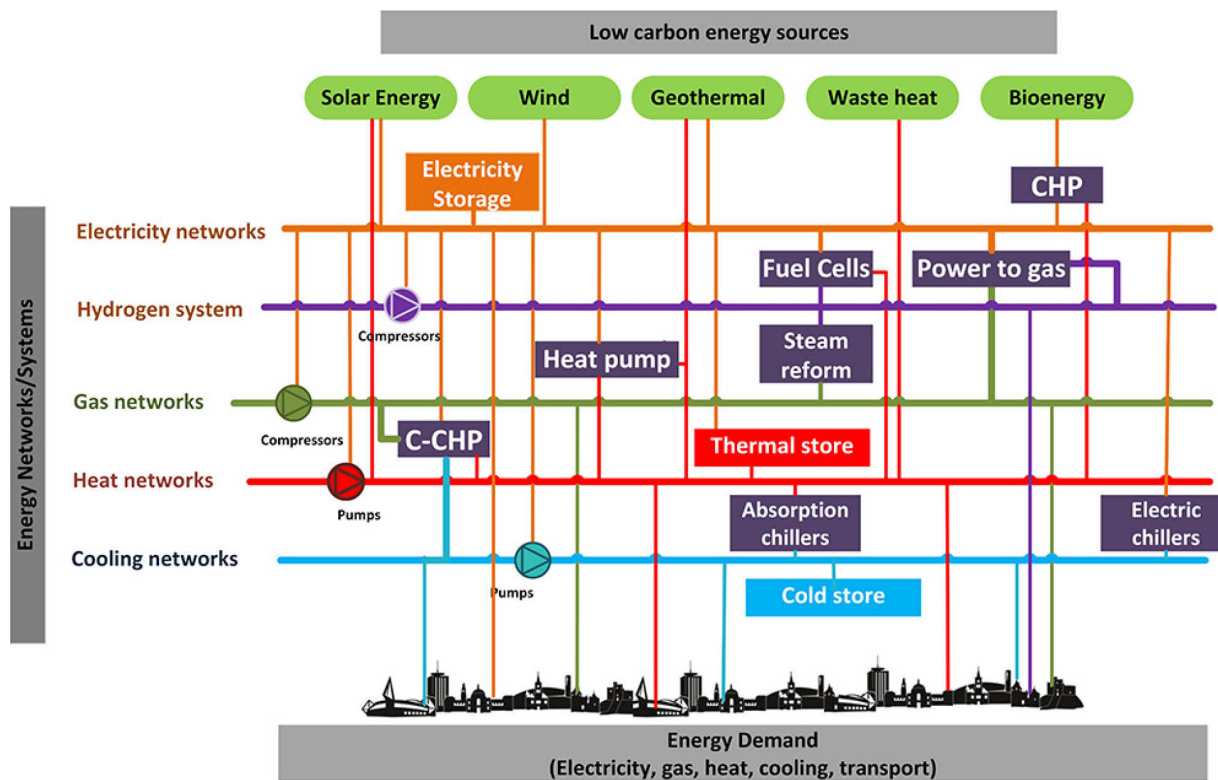 Low carbon energy sources
Solar Energy
Wind
Geothermal
Waste heat
Bioenergy
Electricity
Storage
CHP
Energy Networks/Systems
Electricity networks
Fuel Cells
Power to gas
Hydrogen system
Compressors
Heat pump
Steam
reform
Gas networks
Compressors
C-CHP
Thermal store
Heat networks
Pumps
Absorption
chillers
Electric
chillers
Cooling networks
Pumps
Cold store
Energy Demand
(Electricity, gas, heat, cooling, transport)